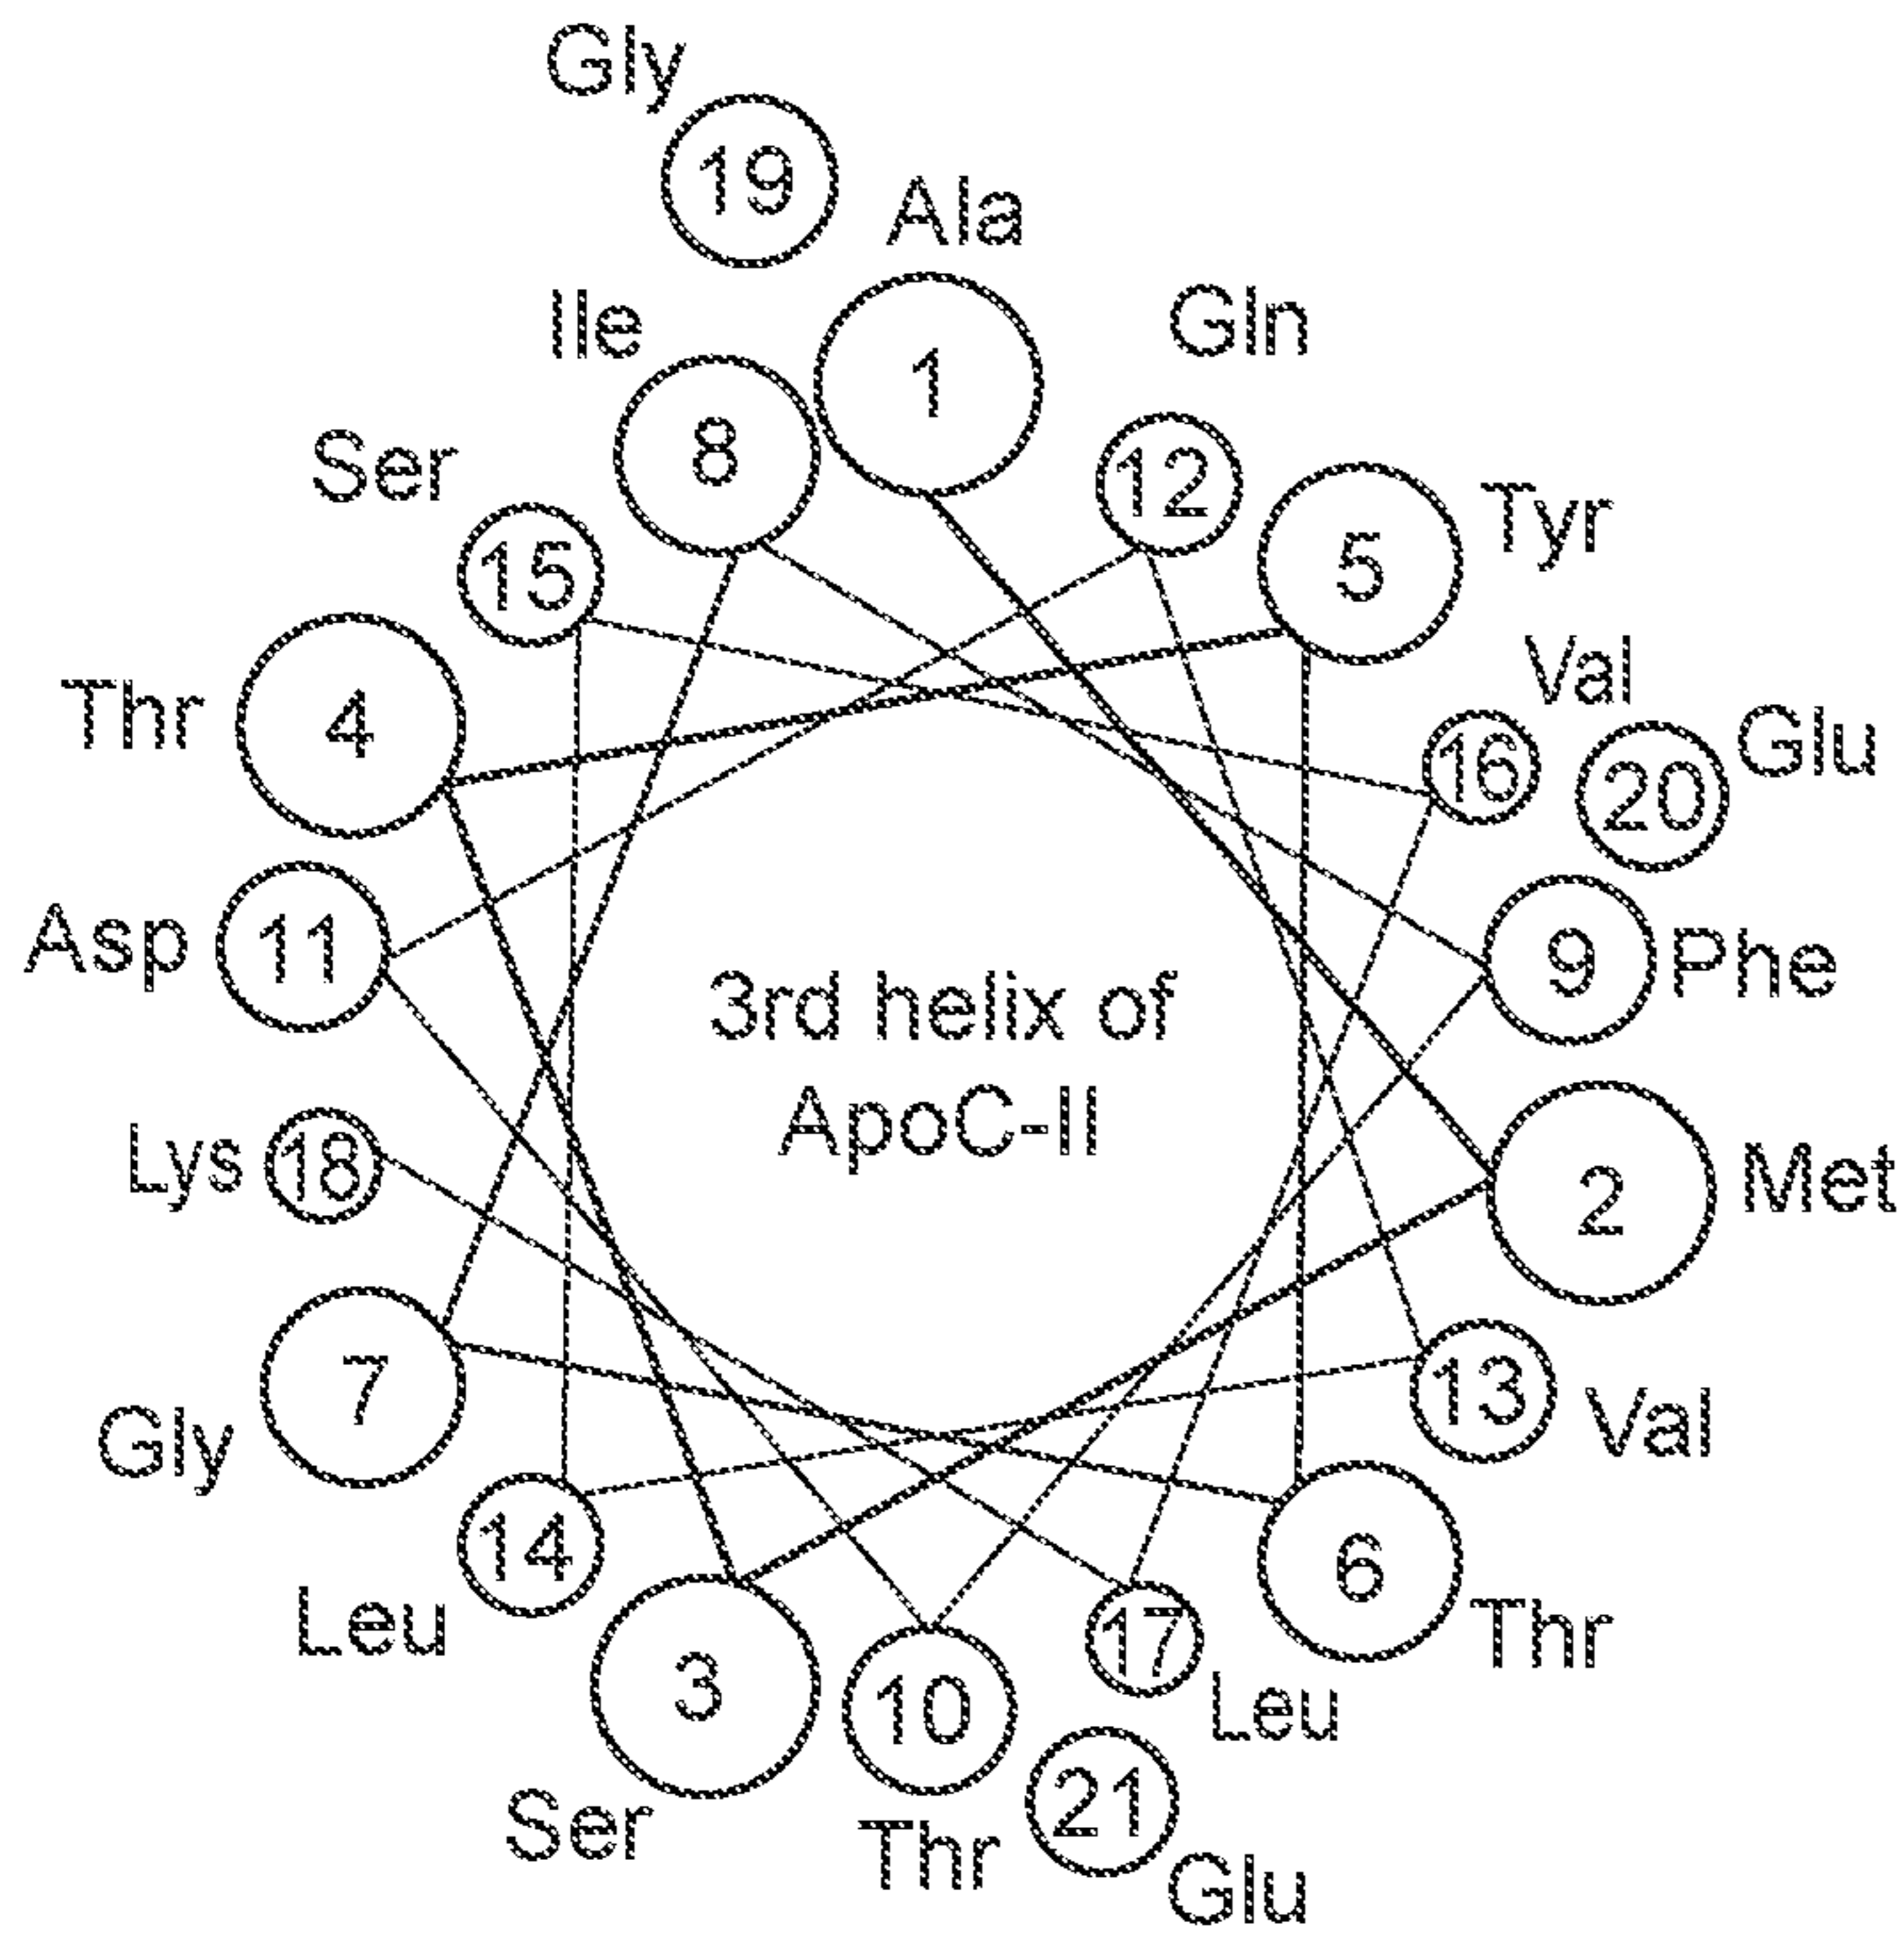 Gly
19
Ala
1
Ile
8
Gln
12
Ser
15
Tyr
5
Thr
4
Val
16
Glu
20
Asp
11
Phe
9
3rd helix of
ApoC-II
Lys
18
Met
2
Gly
7
Val
13
Leu
14
Thr
6
Leu
17
Ser
3
Thr
10
Glu
21